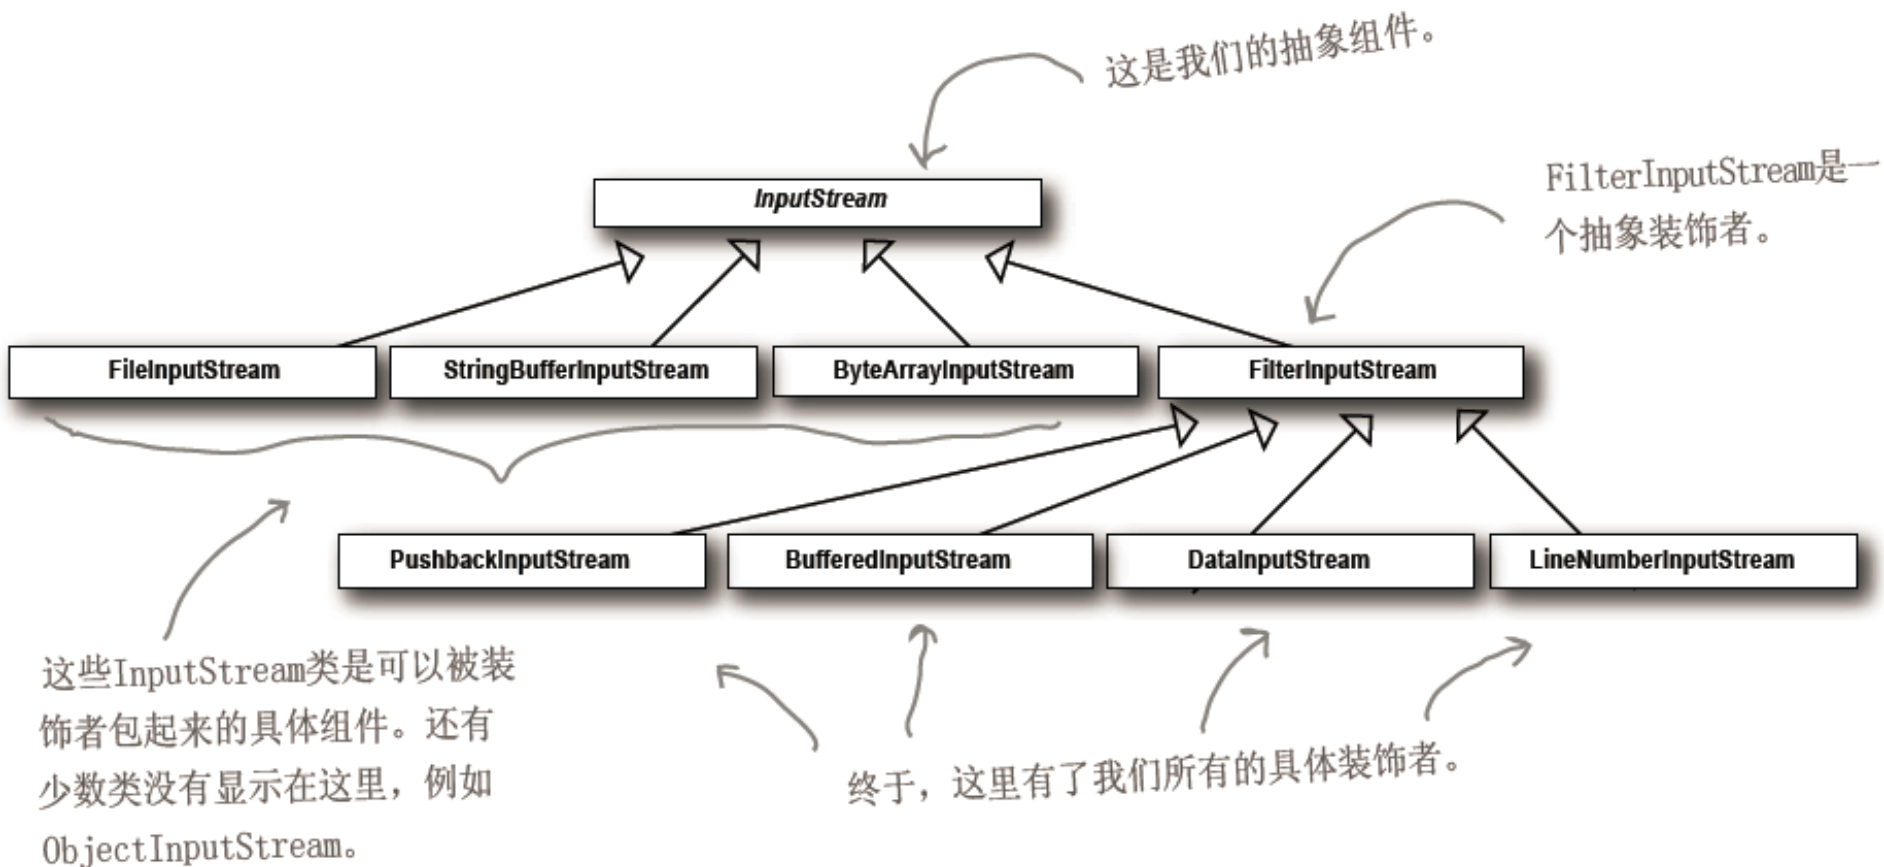 这是我们的抽象组件。
InputStream
FilterInputStream是一
个抽象装饰者。
FileInputStream
StringBufferInputStream
ByteArrayInputStream
FilterInputStream
PushbackInputStream
BufferedInputStream
DataInputStream
LineNumberInputStream
这些InputStream类是可以被装
饰者包起来的具体组件。还有
少数类没有显示在这里，例如
ObjectInputStream。
终于，这里有了我们所有的具体装饰者。